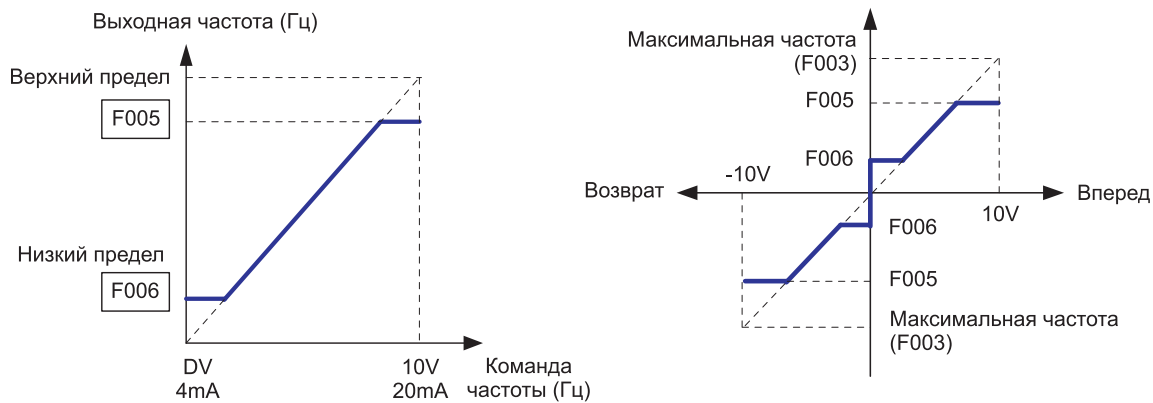 Выходная частота (Гц)
Верхний предел
F005
Низкий предел
F006
DV
4mA
10V
20mA
Команда
частоты (Гц)
Максимальная частота
(F003)
F005
F006
-10V
Возврат
Вперед
10V
F006
F005
Максимальная частота
(F003)